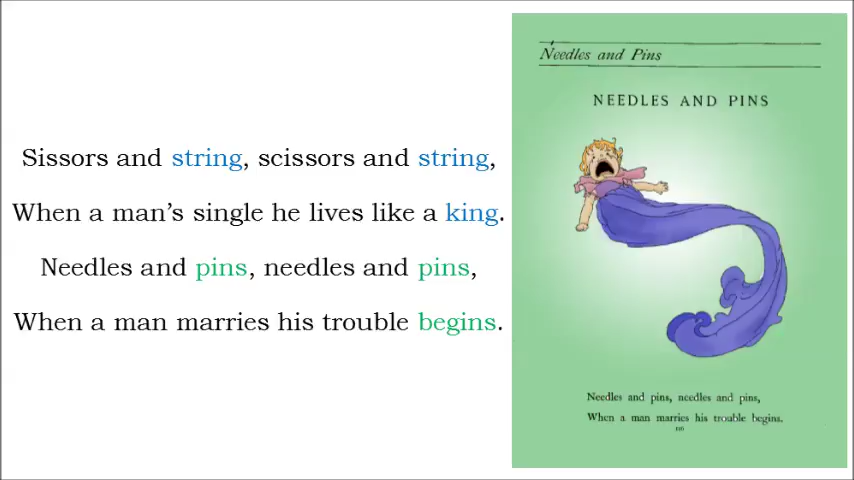 Sissors and string, scissors and string,
When a man's single he lives like a king.
Needles and pins, needles and pins,
When a man marries his trouble begins.
Needles and Pins
NEEDLES AND PINS
Needles and pins, needles and pins,
When a man marries his trouble begins.